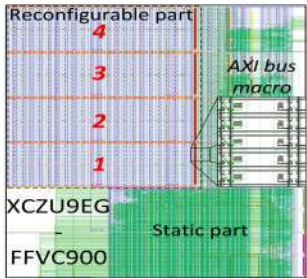 Reconfigurable part
4
AXI bus
macro
3
2
1
XCZU9EG
-
FFVC900
Static part